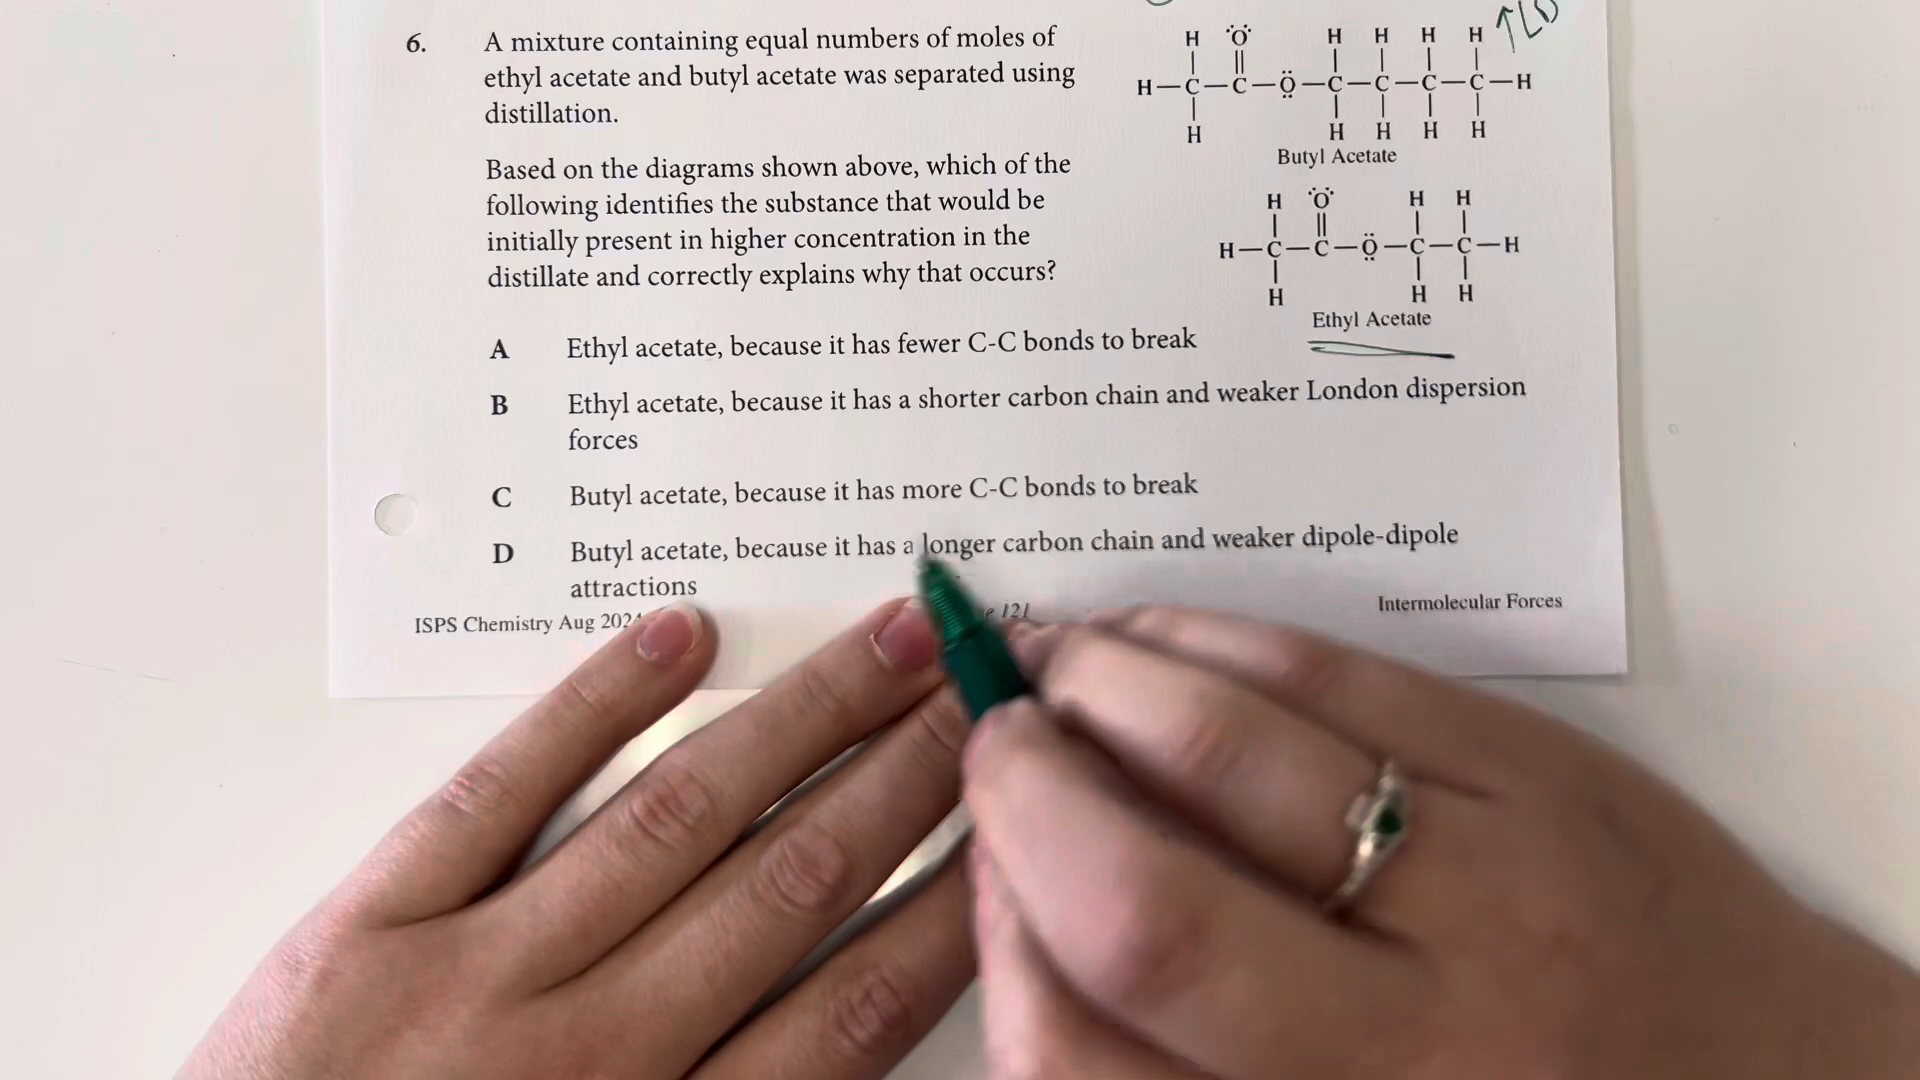 6. A mixture containing equal numbers of moles of
ethyl acetate and butyl acetate was separated using
distillation.
Based on the diagrams shown above, which of the
following identifies the substance that would be
initially present in higher concentration in the
distillate and correctly explains why that occurs?
↑LD
H Ö H H H H
H—C—C—Ö—C—C—C—C—H
H H H H H
Butyl Acetate
H Ö H H
H—C—C—Ö—C—C—H
H H H
Ethyl Acetate
A Ethyl acetate, because it has fewer C-C bonds to break
B Ethyl acetate, because it has a shorter carbon chain and weaker London dispersion
forces
C Butyl acetate, because it has more C-C bonds to break
D Butyl acetate, because it has a longer carbon chain and weaker dipole-dipole
attractions
ISPS Chemistry Aug 202
121
Intermolecular Forces